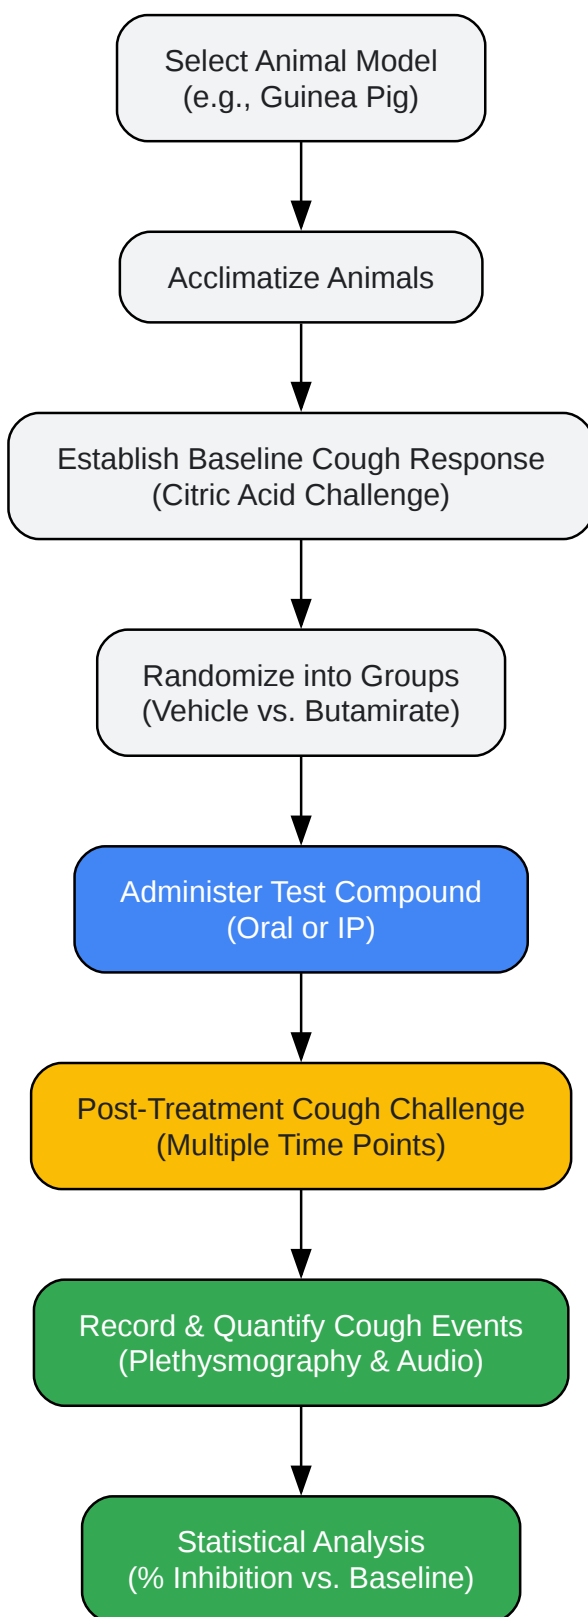 Select Animal Model
(e.g., Guinea Pig)
Acclimatize Animals
Establish Baseline Cough Response
(Citric Acid Challenge)
Randomize into Groups
(Vehicle vs. Butamirate)
Administer Test Compound
(Oral or IP)
Post-Treatment Cough Challenge
(Multiple Time Points)
Record & Quantify Cough Events
(Plethysmography & Audio)
Statistical Analysis
(% Inhibition vs. Baseline)